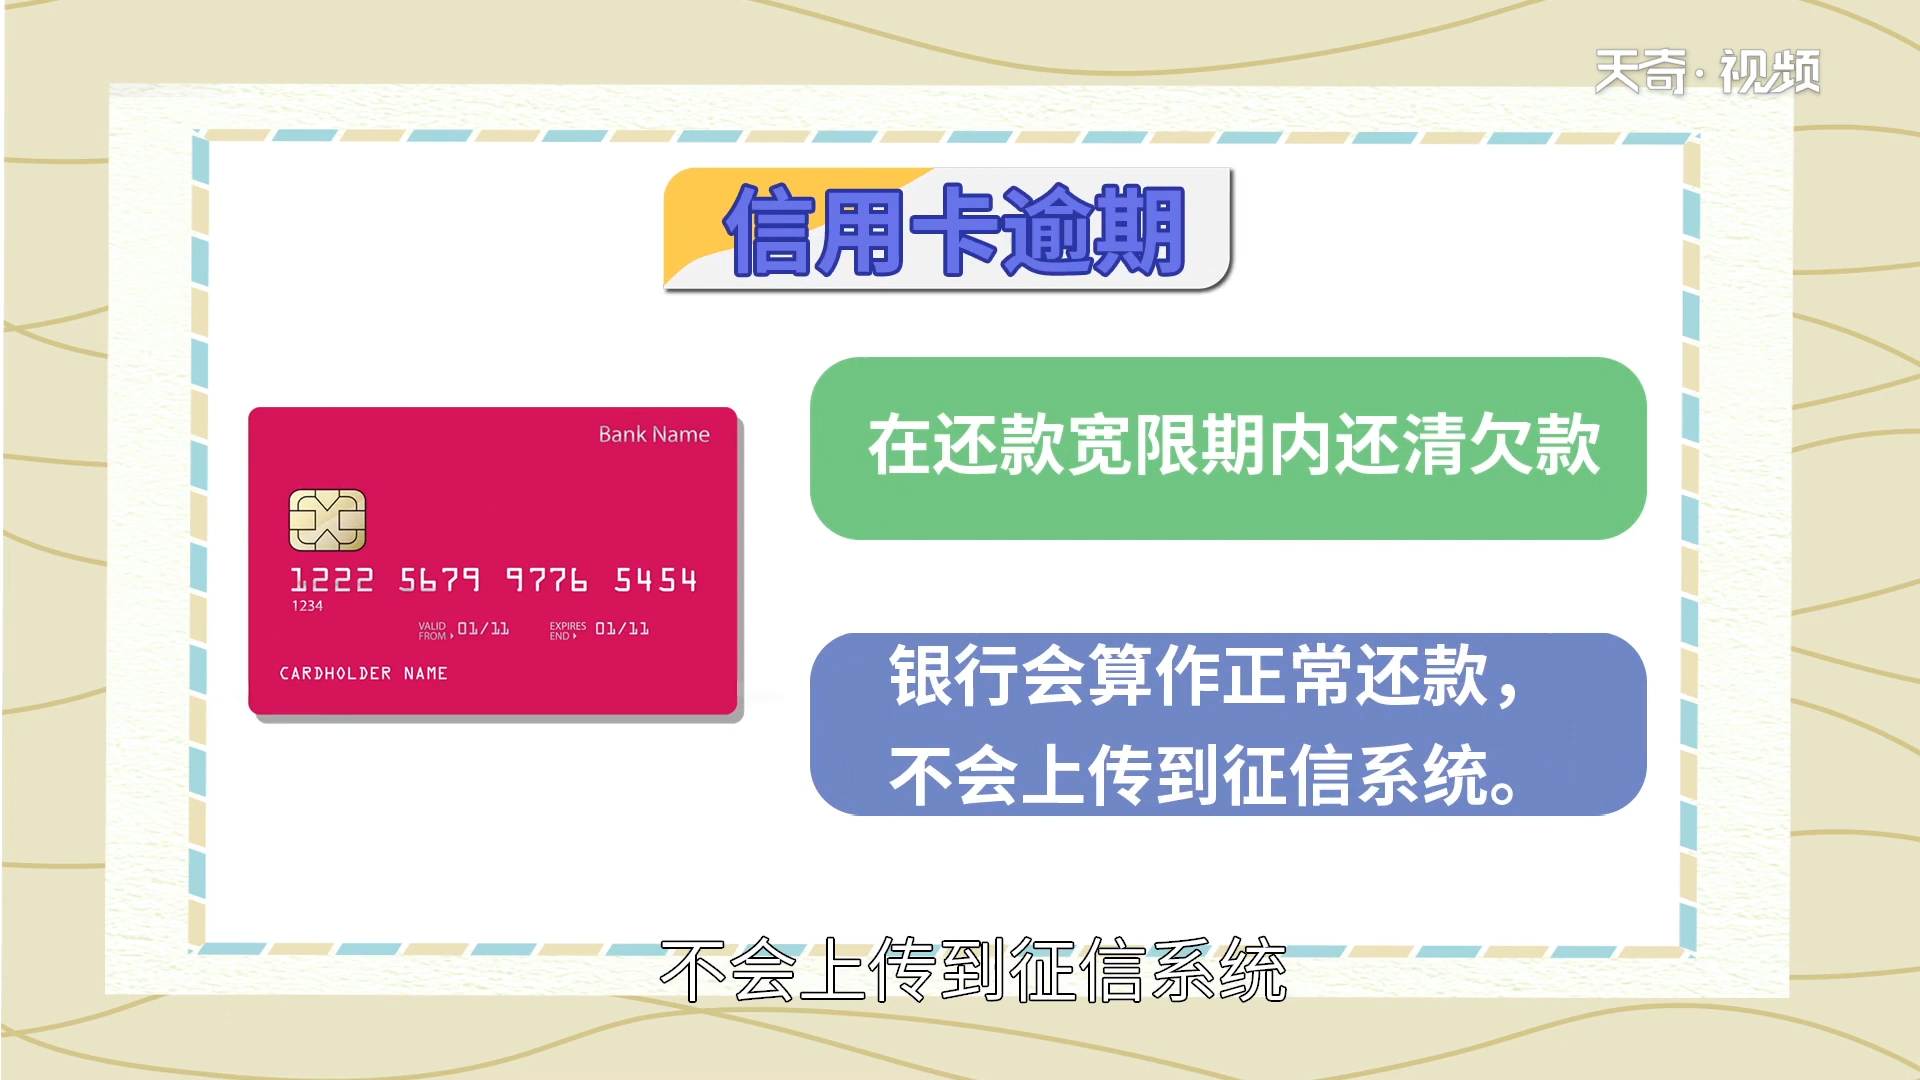 天奇·视频
信用卡逾期
在还款宽限期内还清欠款
Bank Name
1222 5679 9776 5454
1234
VALID FROM 01/11 EXPIRES END 01/11
CARDHOLDER NAME
银行会算作正常还款，
不会上传到征信系统。
不会上传到征信系统